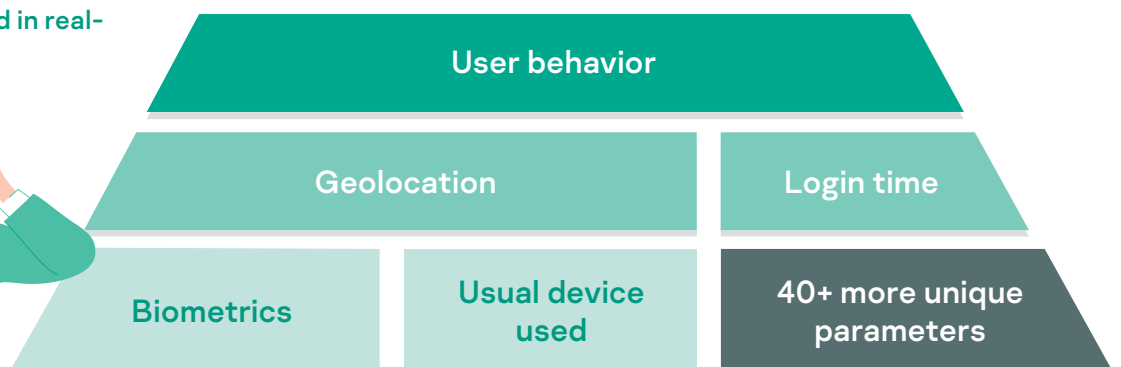 d in real-
User behavior
Geolocation
Login time
Biometrics
Usual device
used
40+ more unique
parameters